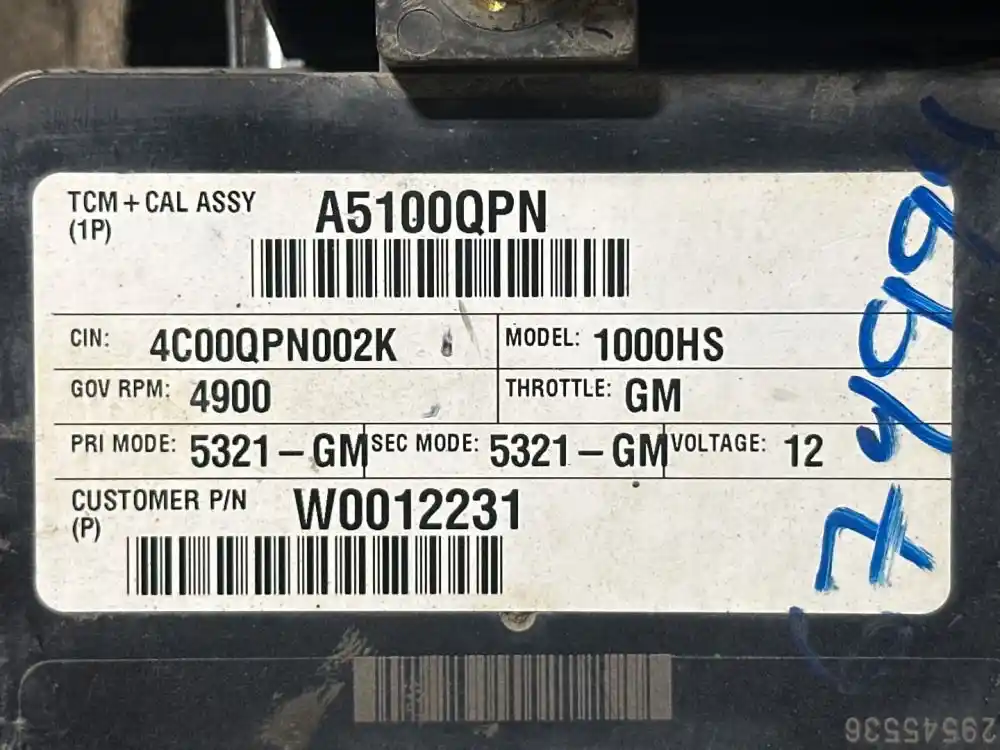 TCM + CAL ASSY A5100QPN
(1P)
CIN: 4C00QPN002K MODEL: 1000HS
GOV RPM: 4900 THROTTLE: GM
PRI MODE: 5321-GM SEC MODE: 5321-GM VOLTAGE: 12
CUSTOMER P/N W0012231
(P)
29545536